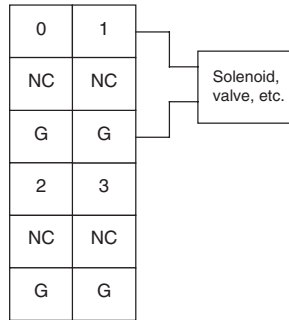 0 1
Solenoid,
valve, etc.
NC NC
G G
2 3
NC NC
G G